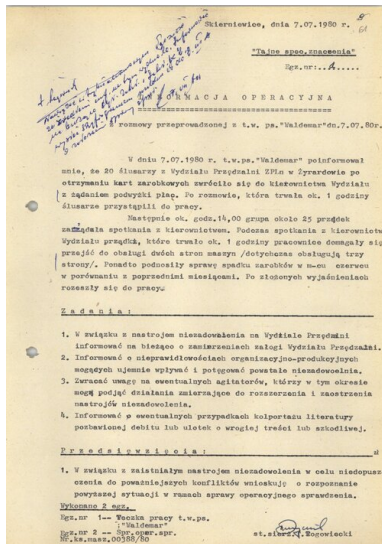 Skierniewice, dnia 7.07.1980 r.
"Tajne spec.znaczenia"
Egz.nr:
INFORMACJA OPERACYJNA
z rozmowy przeprowadzonej z t.w. ps."Waldemar"dn.7.07.80r.
W dniu 7.07.1980 r. t.w.ps."Waldemar" poinformował
mnie, że 20 ślusarzy z Wydziału Przędzalni ZPLn w Żyrardowie po
otrzymaniu kart zarobkowych zwróciło się do kierownictwa Wydziału
z żądaniem podwyżki płac. Po rozmowie, która trwała ok. 1 godziny
ślusarze przystąpili do pracy.
Następnie ok. godz.14,00 grupa około 25 prządek
zażądała spotkania z kierownictwem. Podczas spotkania z kierownictwem
Wydziału prządki, które trwało ok. 1 godziny pracownice domagały się
przejść do obsługi dwóch stron maszyn /dotychczas obsługują trzy
strony/. Ponadto podnosiły sprawę spadku zarobków w m-cu czerwcu
w porównaniu z poprzednimi miesiącami. Po złożonych wyjaśnieniach
rozeszły się do pracy.
Zadania:
1. W związku z nastrojem niezadowolenia na Wydziale Przędzalni
informować na bieżąco o zamierzeniach załogi Wydziału Przędzalni.
2. Informować o nieprawidłowościach organizacyjno-produkcyjnych
mogących ujemnie wpływać i potęgować powstałe niezadowolenia.
3. Zwracać uwagę na ewentualnych agitatorów, którzy w tym okresie
mogą podjąć działania zmierzające do rozszerzenia i zaostrzenia
nastrojów niezadowolenia.
4. Informować o ewentualnych przypadkach kolportażu literatury
pozbawionej debitu lub ulotek o wrogiej treści lub szkodliwej.
Przedsięwzięcia:
1. W związku z zaistniałym nastrojem niezadowolenia w celu niedopusz
czenia do poważniejszych konfliktów wnioskuję o rozpoznanie
powyższej sytuacji w ramach sprawy operacyjnego sprawdzenia.
Wykonano 2 egz.
Egz.nr 1 -- Teczka pracy t.w.ps.
"Waldemar"
Egz.nr 2 -- Spr.oper.spr.
Nr.ks.masz.00388/80
st.sierż. Rogowiecki